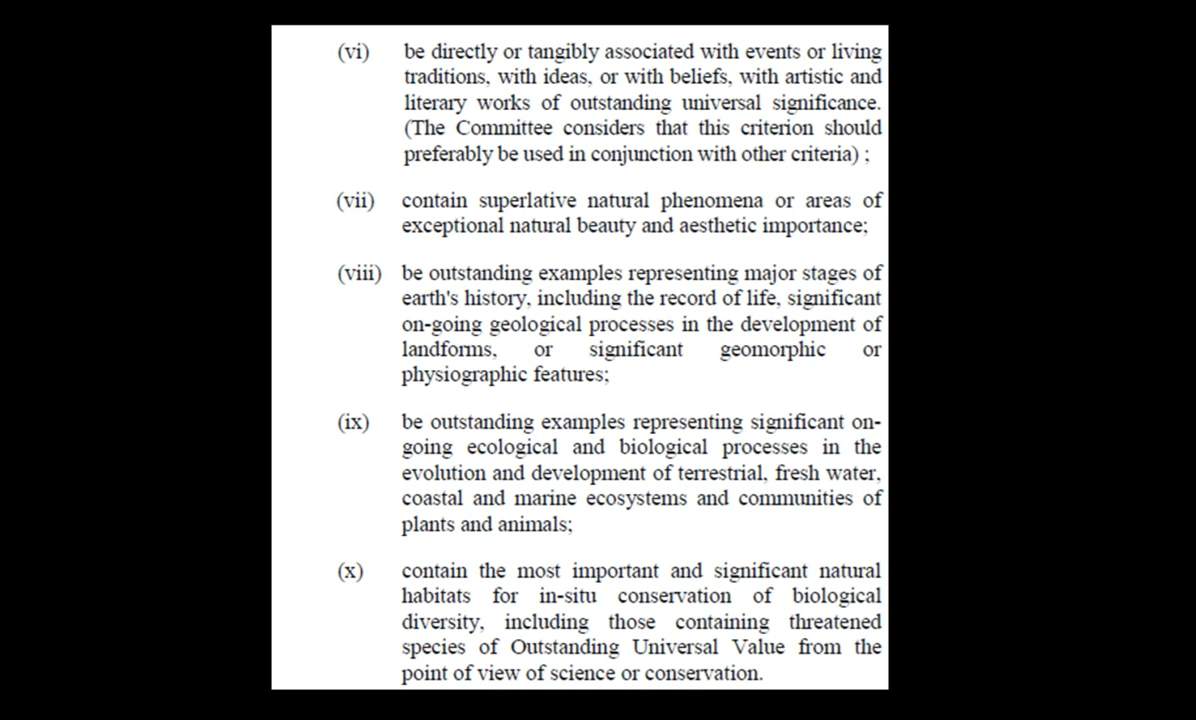 (vi) be directly or tangibly associated with events or living
traditions, with ideas, or with beliefs, with artistic and
literary works of outstanding universal significance.
(The Committee considers that this criterion should
preferably be used in conjunction with other criteria) ;
(vii) contain superlative natural phenomena or areas of
exceptional natural beauty and aesthetic importance;
(viii) be outstanding examples representing major stages of
earth's history, including the record of life, significant
on-going geological processes in the development of
landforms, or significant geomorphic or
physiographic features;
(ix) be outstanding examples representing significant on-
going ecological and biological processes in the
evolution and development of terrestrial, fresh water,
coastal and marine ecosystems and communities of
plants and animals;
(x) contain the most important and significant natural
habitats for in-situ conservation of biological
diversity, including those containing threatened
species of Outstanding Universal Value from the
point of view of science or conservation.